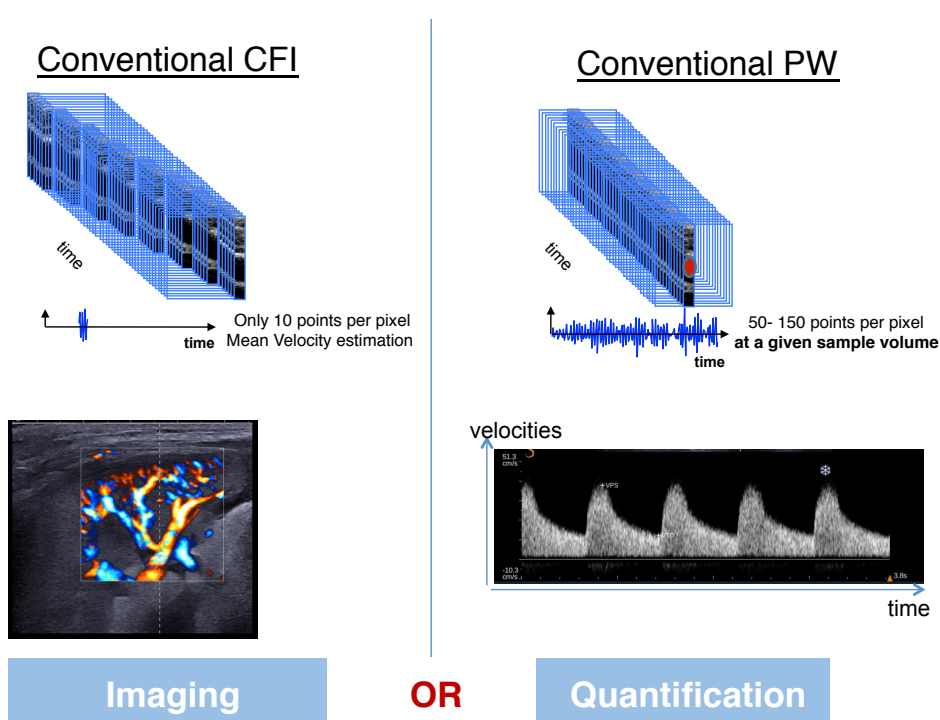 Conventional CFI
time
time
Only 10 points per pixel
Mean Velocity estimation
Imaging
OR
Conventional PW
time
time
50- 150 points per pixel
at a given sample volume
velocities
51.3
cm/s
+VPS
-10.3
cm/s
3.8s
time
Quantification